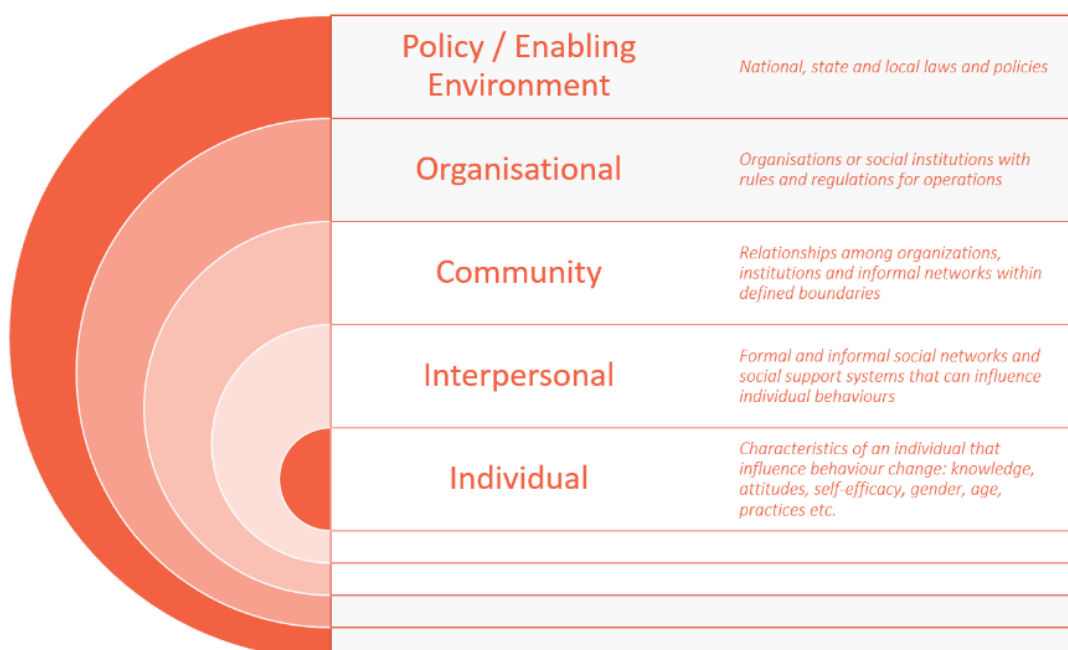 Policy / Enabling
Environment
National, state and local laws and policies
Organisational
Organisations or social institutions with
rules and regulations for operations
Community
Relationships among organizations,
institutions and informal networks within
defined boundaries
Interpersonal
Formal and informal social networks and
social support systems that can influence
individual behaviours
Individual
Characteristics of an individual that
influence behaviour change: knowledge,
attitudes, self-efficacy, gender, age,
practices etc.